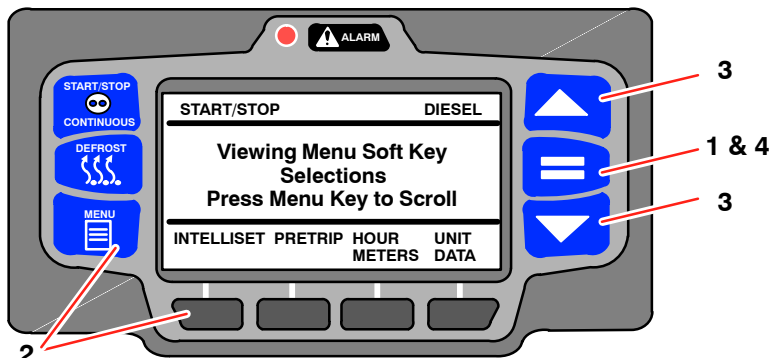 ALARM
START/STOP
CONTINUOUS
DEFROST
MENU
START/STOP DIESEL
Viewing Menu Soft Key
Selections
Press Menu Key to Scroll
INTELLISET PRETRIP HOUR METERS UNIT DATA
3
1 & 4
3
2